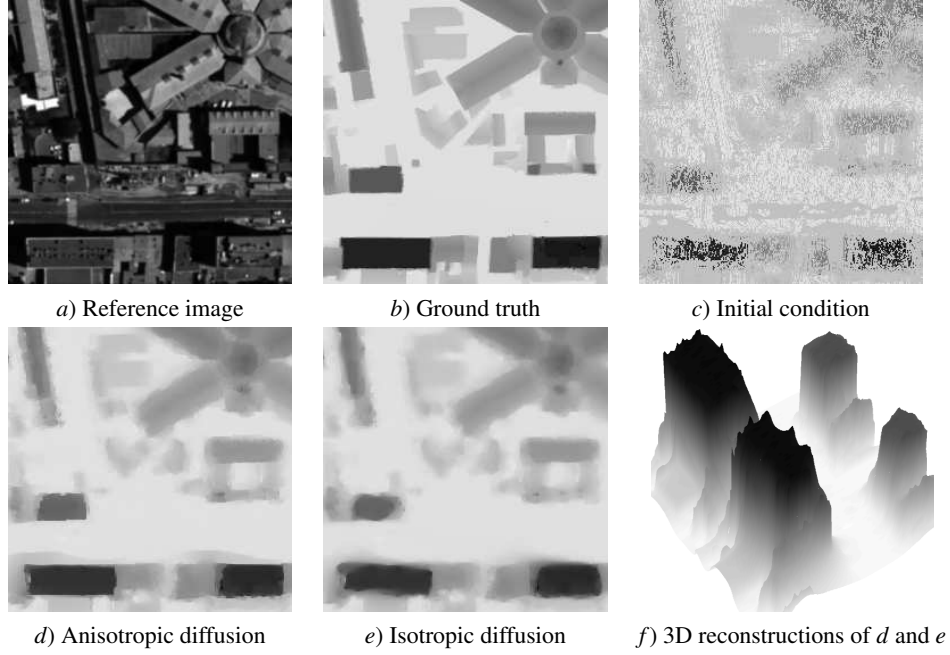 a) Reference image
b) Ground truth
c) Initial condition
d) Anisotropic diffusion
e) Isotropic diffusion
f) 3D reconstructions of d and e